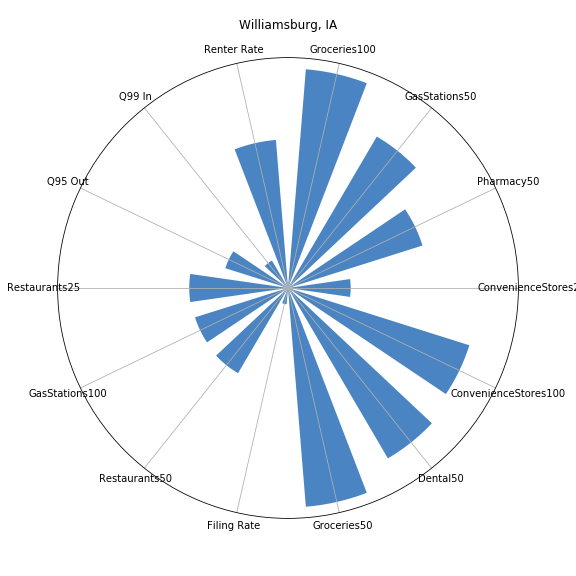 Williamsburg, IA
Renter Rate
Groceries100
Q99 In
GasStations50
Q95 Out
Pharmacy50
Restaurants25
ConvenienceStores2
GasStations100
ConvenienceStores100
Restaurants50
Dental50
Filing Rate
Groceries50